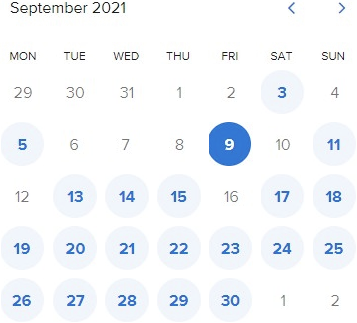 September 2021
MON TUE WED THU FRI SAT SUN
29 30 31 1 2 3 4
5 6 7 8 9 10 11
12 13 14 15 16 17 18
19 20 21 22 23 24 25
26 27 28 29 30 1 2